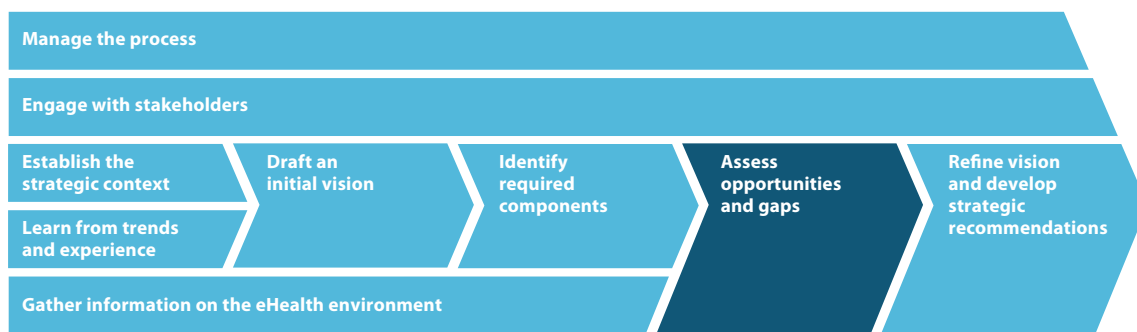 Manage the process
Engage with stakeholders
Establish the
strategic context
Learn from trends
and experience
Draft an
initial vision
Identify
required
components
Assess
opportunities
and gaps
Refine vision
and develop
strategic
recommendations
Gather information on the eHealth environment